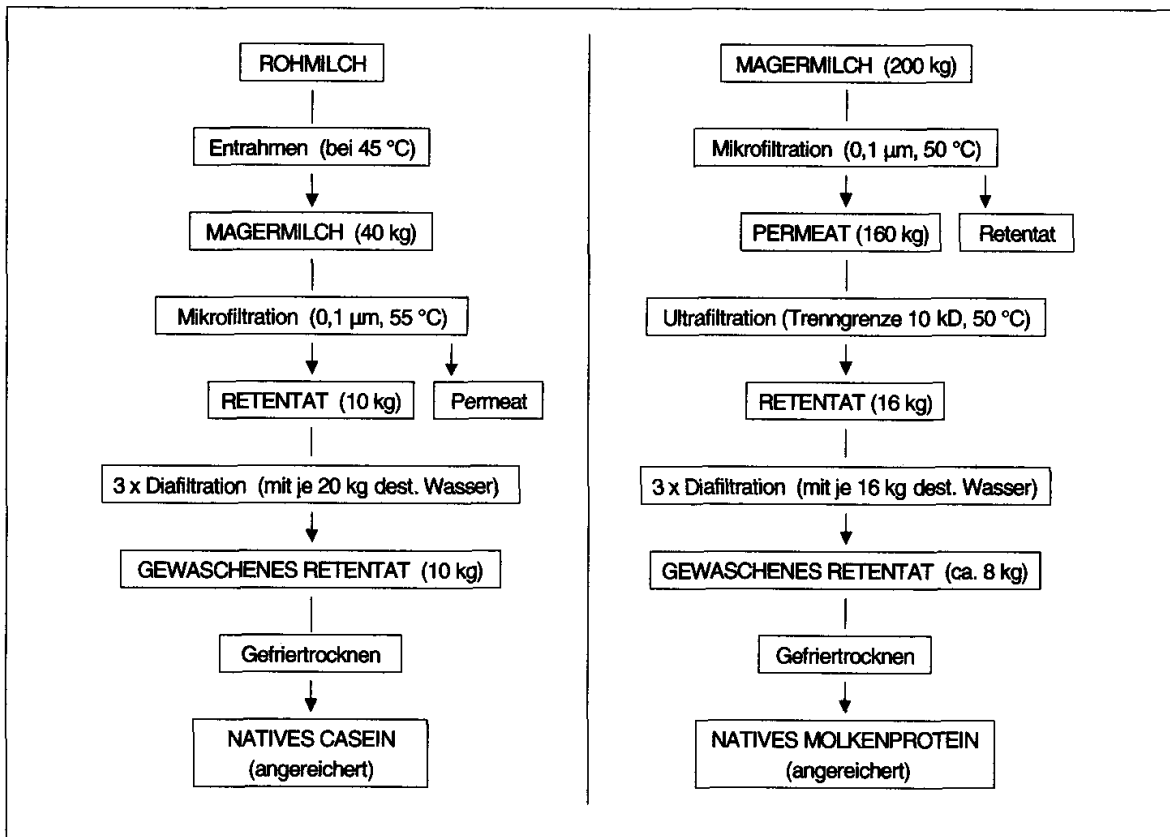 ROHMILCH
Entrahmen (bei 45 °C)
MAGERMILCH (40 kg)
Mikrofiltration (0,1 µm, 55 °C)
RETENTAT (10 kg)
Permeat
3 x Diafiltration (mit je 20 kg dest. Wasser)
GEWASCHENES RETENTAT (10 kg)
Gefriertrocknen
NATIVES CASEIN
(angereichert)
MAGERMILCH (200 kg)
Mikrofiltration (0,1 µm, 50 °C)
PERMEAT (160 kg)
Retentat
Ultrafiltration (Trenngrenze 10 kD, 50 °C)
RETENTAT (16 kg)
3 x Diafiltration (mit je 16 kg dest. Wasser)
GEWASCHENES RETENTAT (ca. 8 kg)
Gefriertrocknen
NATIVES MOLKENPROTEIN
(angereichert)